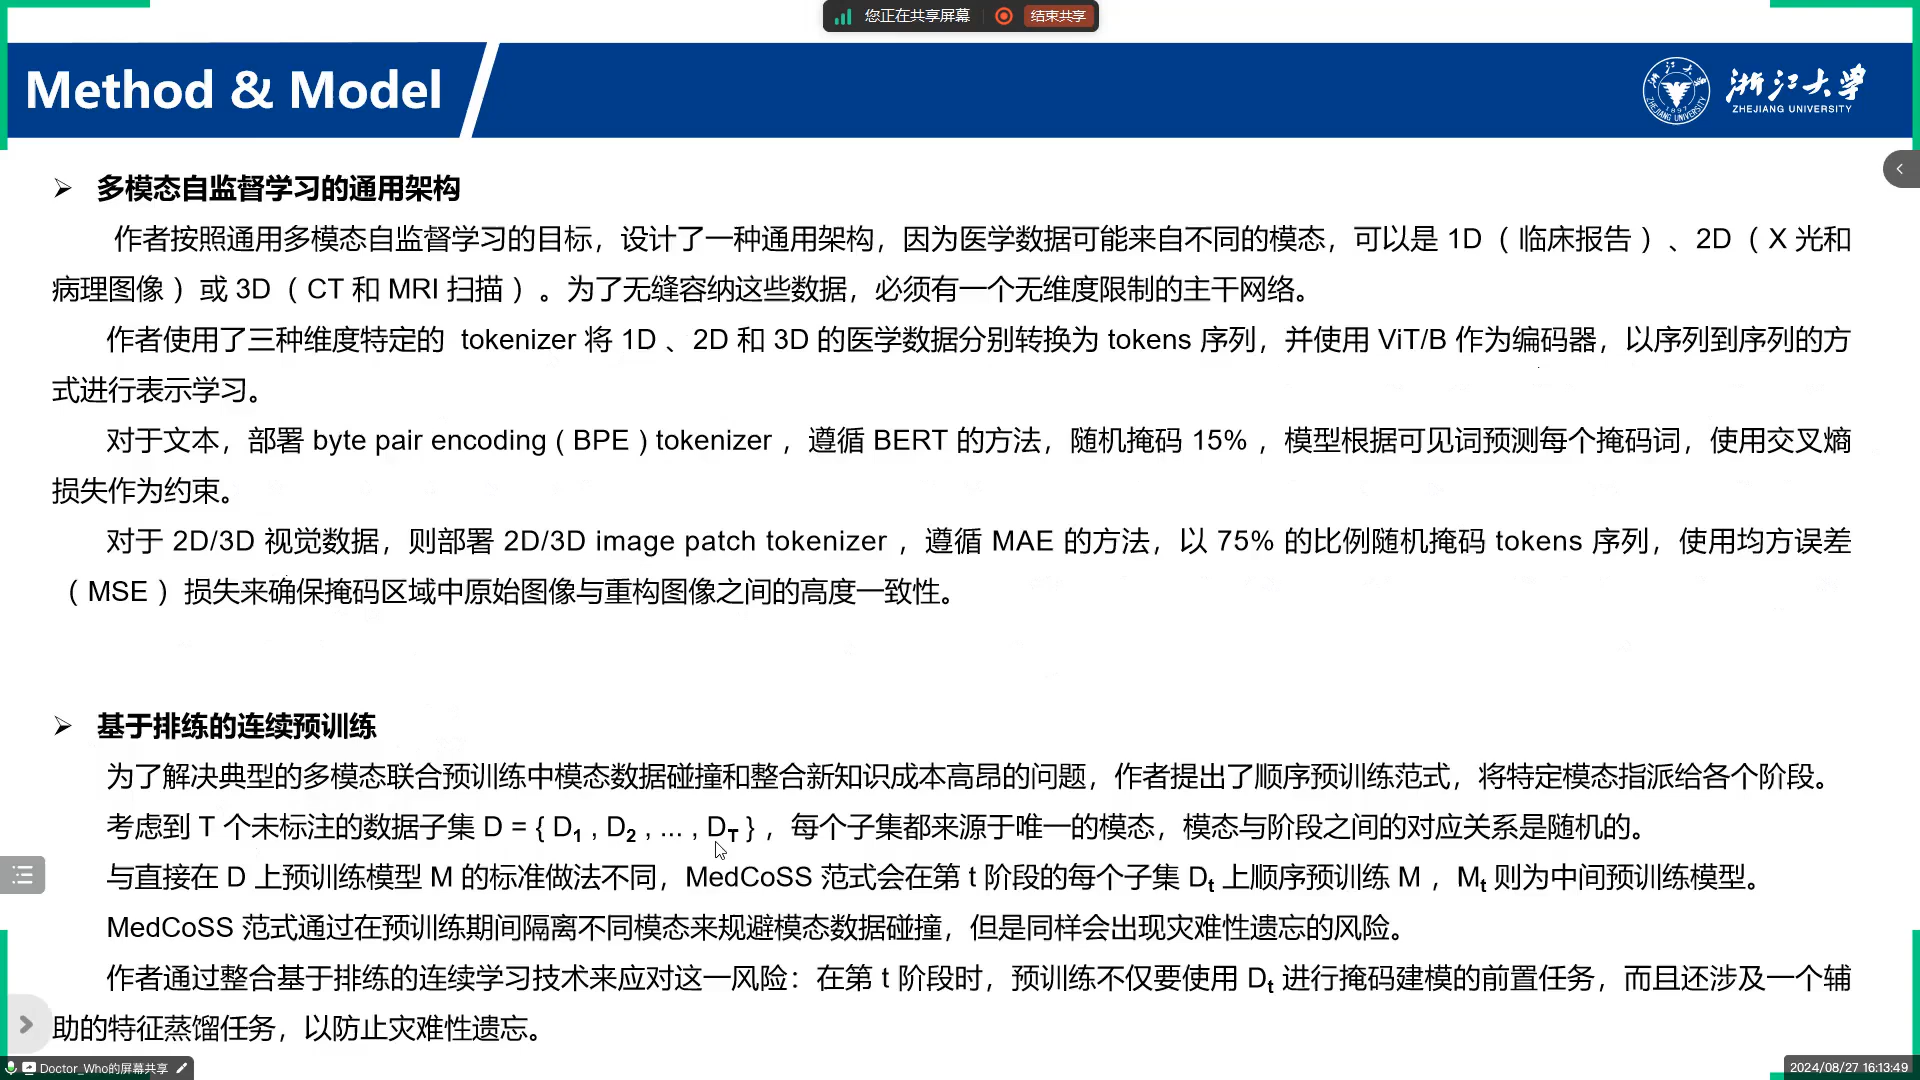 您正在共享屏幕 结束共享
Method & Model
浙江大学
ZHEJIANG UNIVERSITY
➢ 多模态自监督学习的通用架构
作者按照通用多模态自监督学习的目标，设计了一种通用架构，因为医学数据可能来自不同的模态，可以是 1D （ 临床报告 ） 、2D （ X 光和
病理图像 ） 或 3D （ CT 和 MRI 扫描 ） 。为了无缝容纳这些数据，必须有一个无维度限制的主干网络。
作者使用了三种维度特定的 tokenizer 将 1D 、2D 和 3D 的医学数据分别转换为 tokens 序列，并使用 ViT/B 作为编码器，以序列到序列的方
式进行表示学习。
对于文本，部署 byte pair encoding ( BPE ) tokenizer ，遵循 BERT 的方法，随机掩码 15% ，模型根据可见词预测每个掩码词，使用交叉熵
损失作为约束。
对于 2D/3D 视觉数据，则部署 2D/3D image patch tokenizer ，遵循 MAE 的方法，以 75% 的比例随机掩码 tokens 序列，使用均方误差
（ MSE ） 损失来确保掩码区域中原始图像与重构图像之间的高度一致性。
➢ 基于排练的连续预训练
为了解决典型的多模态联合预训练中模态数据碰撞和整合新知识成本高昂的问题，作者提出了顺序预训练范式，将特定模态指派给各个阶段。
考虑到 T 个未标注的数据子集 D = { D1 , D2 , ... , DT } ，每个子集都来源于唯一的模态，模态与阶段之间的对应关系是随机的。
与直接在 D 上预训练模型 M 的标准做法不同，MedCoSS 范式会在第 t 阶段的每个子集 Dt 上顺序预训练 M ，Mt 则为中间预训练模型。
MedCoSS 范式通过在预训练期间隔离不同模态来规避模态数据碰撞，但是同样会出现灾难性遗忘的风险。
作者通过整合基于排练的连续学习技术来应对这一风险：在第 t 阶段时，预训练不仅要使用 Dt 进行掩码建模的前置任务，而且还涉及一个辅
助的特征蒸馏任务，以防止灾难性遗忘。
Doctor_Who的屏幕共享
2024/08/27 16:13:49